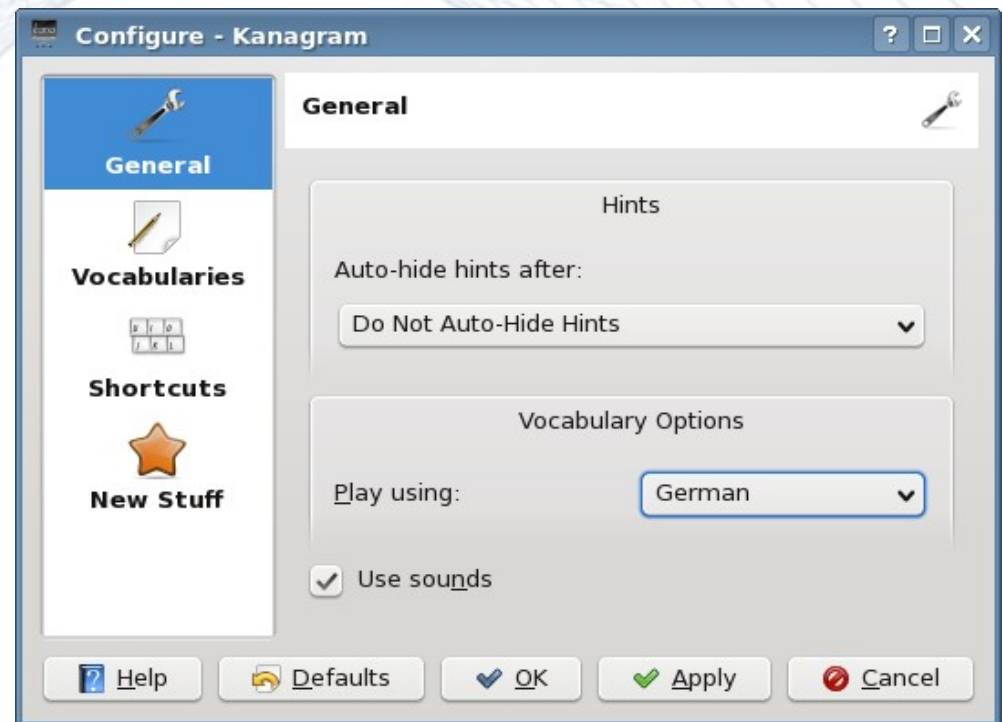 Configure - Kanagram
General
Vocabularies
Shortcuts
New Stuff
General
Hints
Auto-hide hints after:
Do Not Auto-Hide Hints
Vocabulary Options
Play using: German
Use sounds
Help Defaults OK Apply Cancel